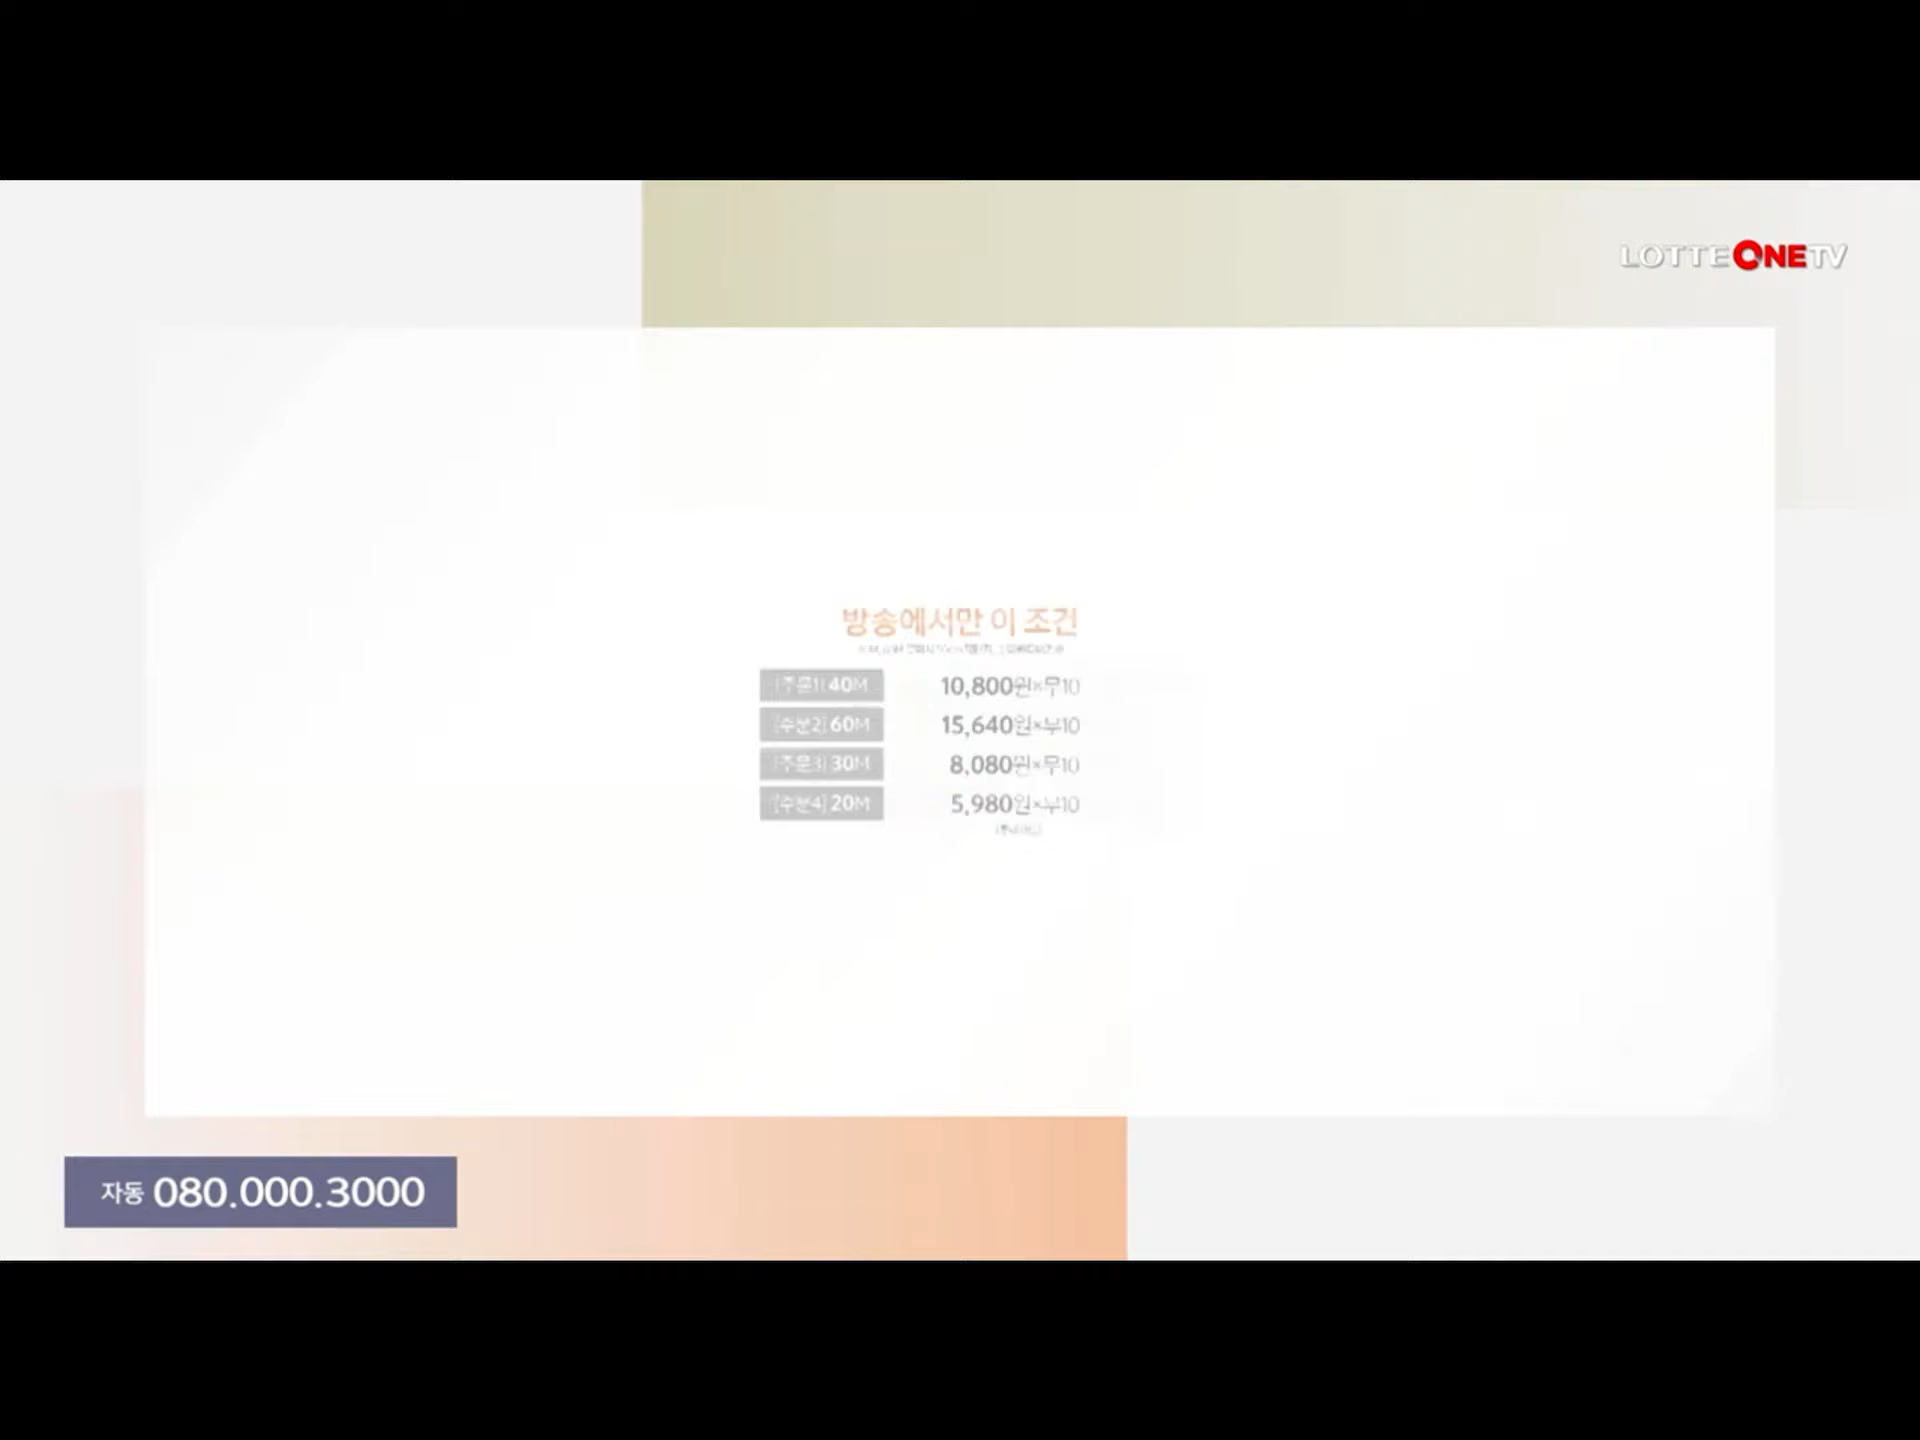 LOTTE ONE TV
방송에서만 이 조건
[주문1] 40M 10,800원×무10
[주문2] 60M 15,640원×무10
[주문3] 30M 8,080원×무10
[주문4] 20M 5,980원×무10
자동 080.000.3000